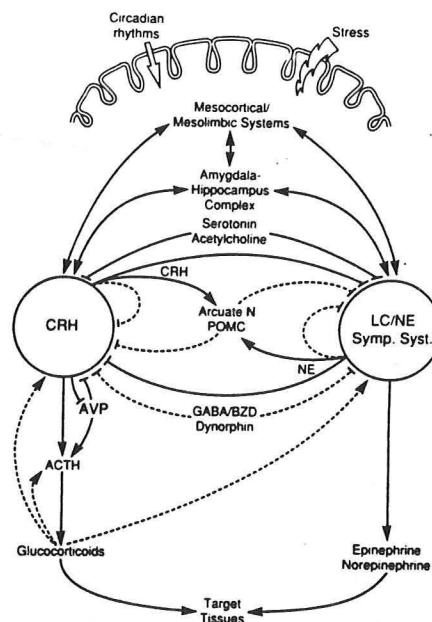 Circadian
rhythms
Stress
Mesocortical/
Mesolimbic Systems
Amygdala-
Hippocampus
Complex
Serotonin
Acetylcholine
CRH
CRH
Arcuate N
POMC
LC/NE
Symp. Syst.
NE
AVP
GABA/BZD
Dynorphin
ACTH
Glucocorticoids
Epinephrine
Norepinephrine
Target
Tissues